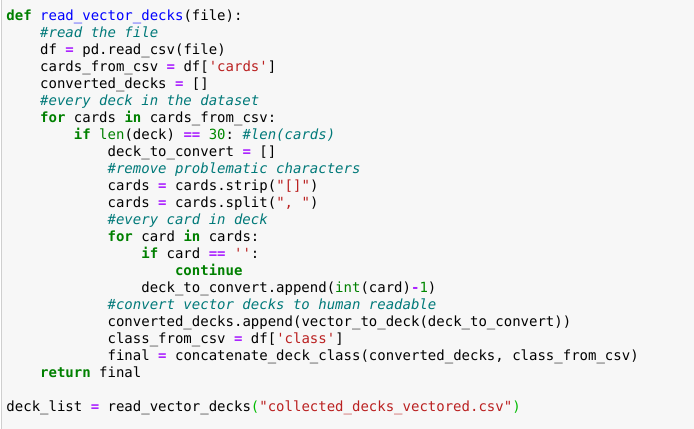 def read_vector_decks(file):
    #read the file
    df = pd.read_csv(file)
    cards_from_csv = df['cards']
    converted_decks = []
    #every deck in the dataset
    for cards in cards_from_csv:
        if len(deck) == 30: #len(cards)
            deck_to_convert = []
            #remove problematic characters
            cards = cards.strip("[]")
            cards = cards.split(", ")
            #every card in deck
            for card in cards:
                if card == '':
                    continue
                deck_to_convert.append(int(card)-1)
            #convert vector decks to human readable
            converted_decks.append(vector_to_deck(deck_to_convert))
            class_from_csv = df['class']
            final = concatenate_deck_class(converted_decks, class_from_csv)
    return final

deck_list = read_vector_decks("collected_decks_vectored.csv")